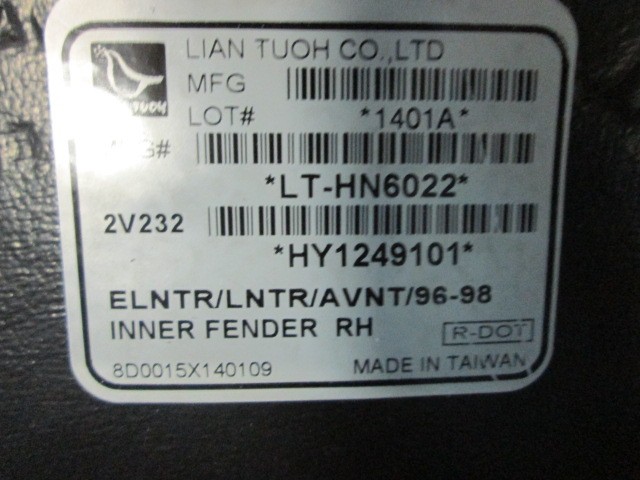 LIAN TUOH CO.,LTD
MFG
LOT# *1401A*
TUOH
*LT-HN6022*
2V232
*HY1249101*
ELNTR/LNTR/AVNT/96-98
INNER FENDER RH R-DOT
8D0015X140109 MADE IN TAIWAN